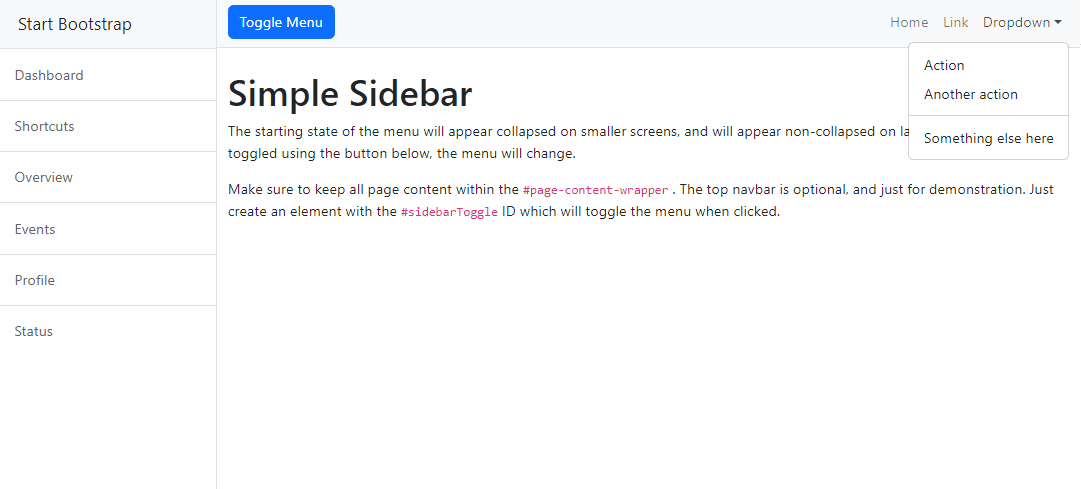 Start Bootstrap
Toggle Menu
Home
Link
Dropdown
Dashboard
Shortcuts
Overview
Events
Profile
Status
Action
Another action
Something else here
Simple Sidebar
The starting state of the menu will appear collapsed on smaller screens, and will appear non-collapsed on
toggled using the button below, the menu will change.
Make sure to keep all page content within the #page-content-wrapper . The top navbar is optional, and just for demonstration. Just
create an element with the #sidebarToggle ID which will toggle the menu when clicked.